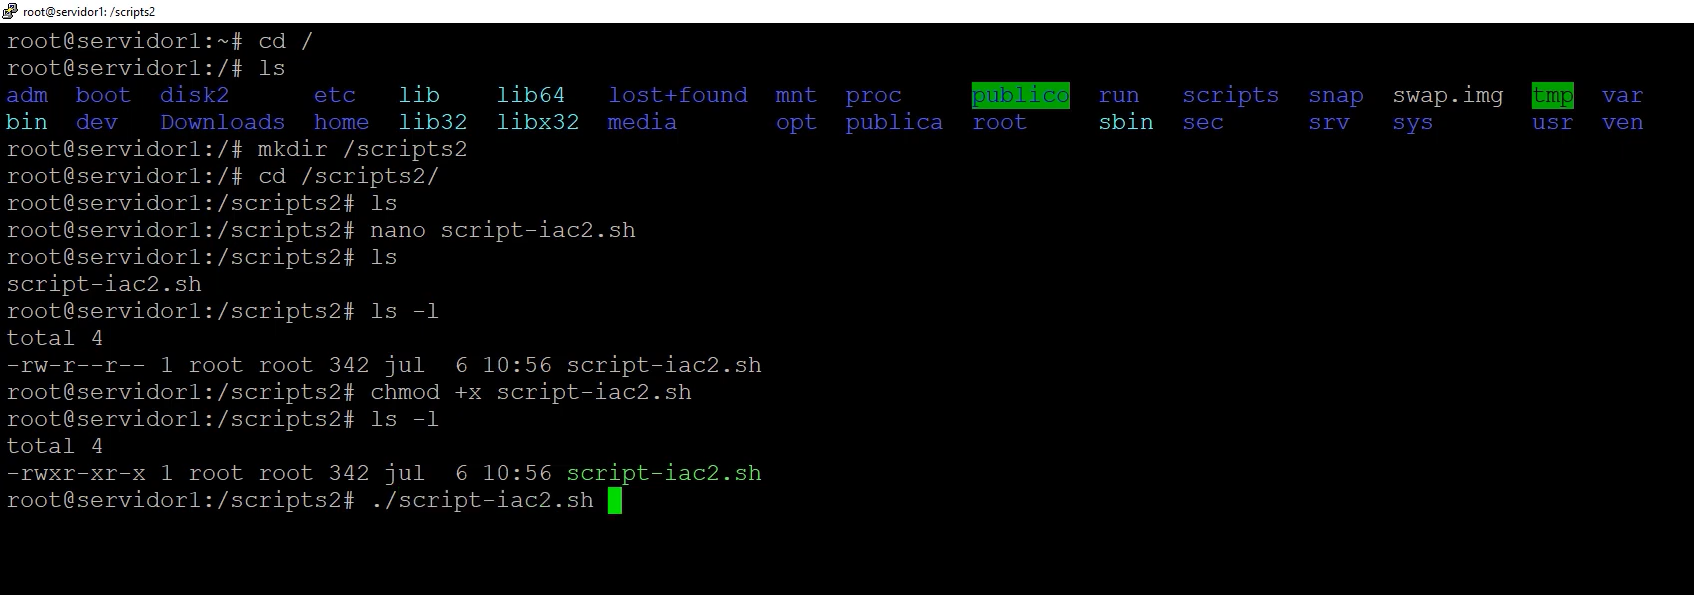 root@servidor1: /scripts2
root@servidor1:~# cd /
root@servidor1:/# ls
adm  boot  disk2      etc   lib    lib64   lost+found  mnt  proc     publico  run   scripts  snap  swap.img  tmp  var
bin  dev   Downloads  home  lib32  libx32  media       opt  publica  root     sbin  sec      srv   sys       usr  ven
root@servidor1:/# mkdir /scripts2
root@servidor1:/# cd /scripts2/
root@servidor1:/scripts2# ls
root@servidor1:/scripts2# nano script-iac2.sh
root@servidor1:/scripts2# ls
script-iac2.sh
root@servidor1:/scripts2# ls -l
total 4
-rw-r--r-- 1 root root 342 jul  6 10:56 script-iac2.sh
root@servidor1:/scripts2# chmod +x script-iac2.sh
root@servidor1:/scripts2# ls -l
total 4
-rwxr-xr-x 1 root root 342 jul  6 10:56 script-iac2.sh
root@servidor1:/scripts2# ./script-iac2.sh